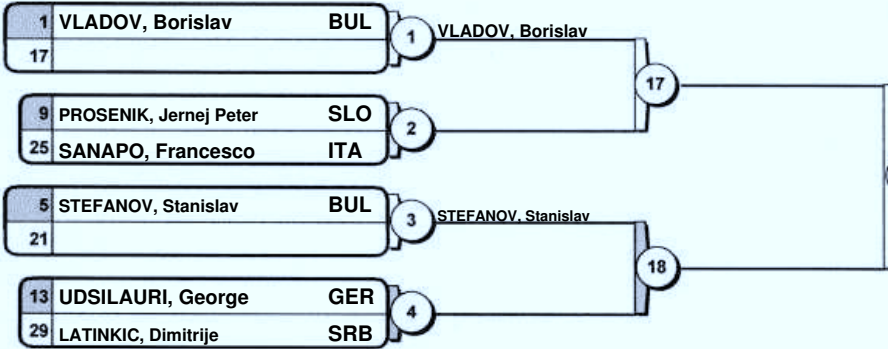 1 VLADOV, Borislav BUL
17
1 VLADOV, Borislav
17
9 PROSENIK, Jernej Peter SLO
25 SANAPO, Francesco ITA
2
5 STEFANOV, Stanislav BUL
21
3 STEFANOV, Stanislav
18
13 UDSILAURI, George GER
29 LATINKIC, Dimitrije SRB
4